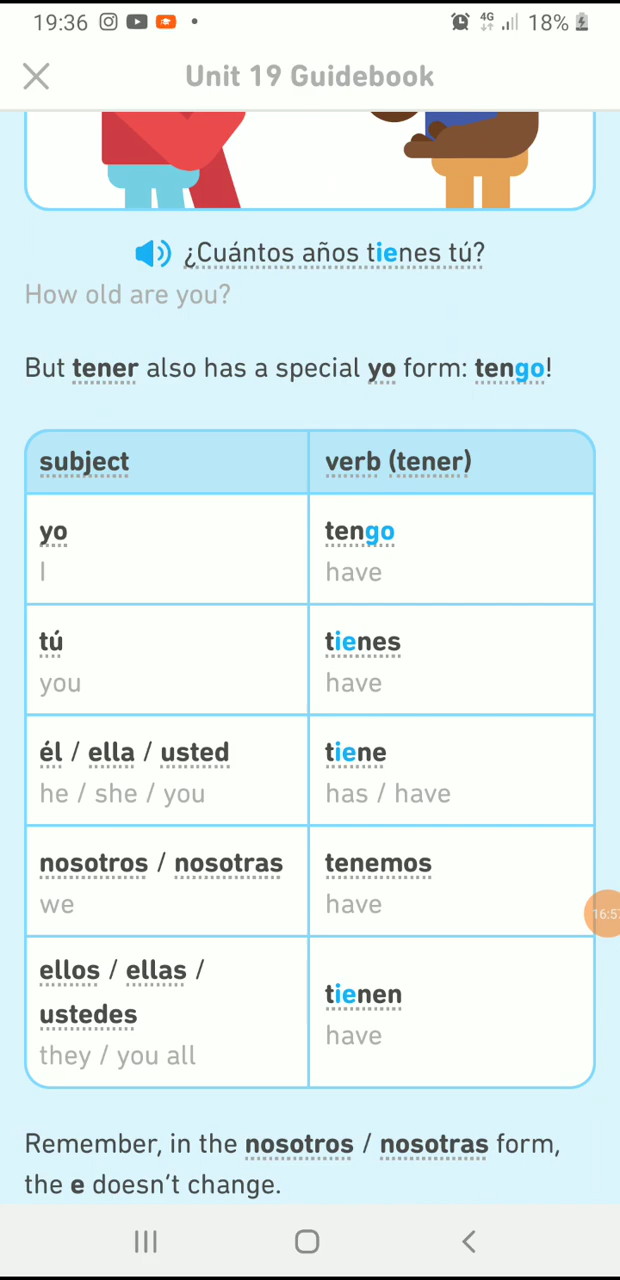 19:36
4G
18%
Unit 19 Guidebook
¿Cuántos años tienes tú?
How old are you?
But tener also has a special yo form: tengo!
subject
verb (tener)
yo
tengo
I
have
tú
tienes
you
have
él / ella / usted
tiene
he / she / you
has / have
nosotros / nosotras
tenemos
we
have
ellos / ellas /
ustedes
tienen
they / you all
have
Remember, in the nosotros / nosotras form,
the e doesn't change.